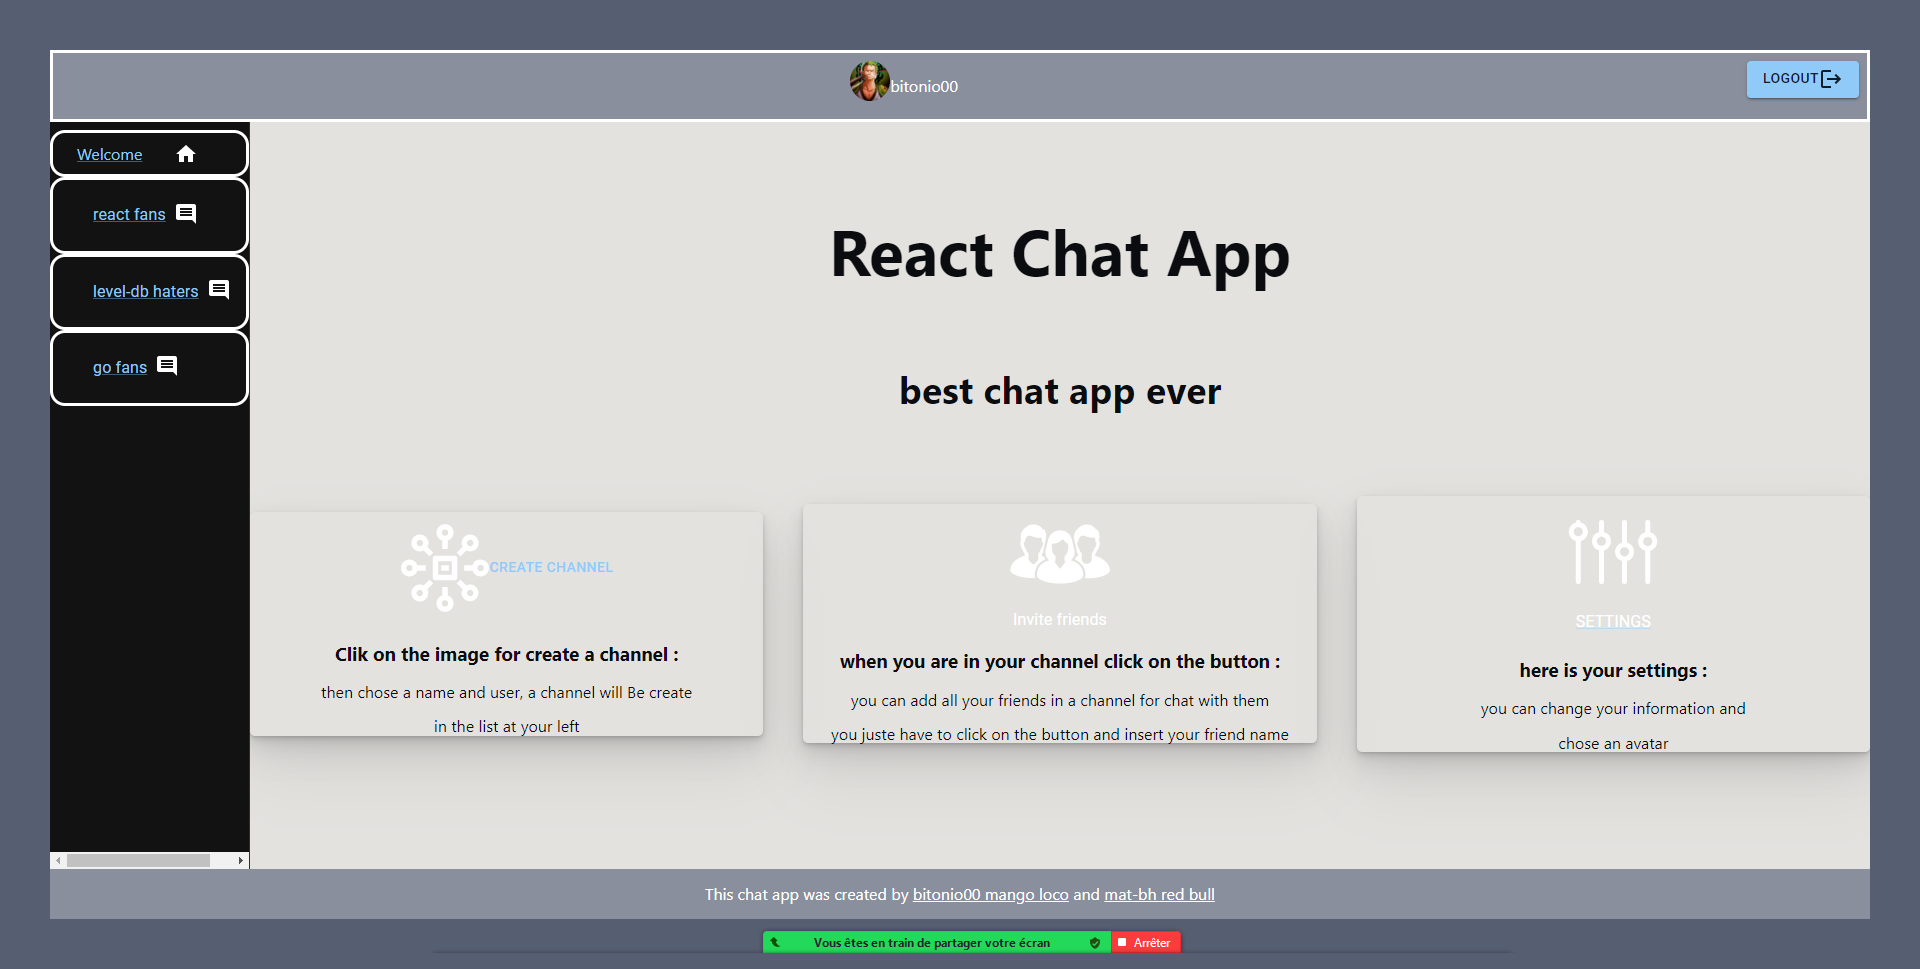 bitonio00
LOGOUT
Welcome
react fans
level-db haters
go fans
React Chat App
best chat app ever
CREATE CHANNEL
Clik on the image for create a channel :
then chose a name and user, a channel will Be create
in the list at your left
Invite friends
when you are in your channel click on the button :
you can add all your friends in a channel for chat with them
you juste have to click on the button and insert your friend name
SETTINGS
here is your settings :
you can change your information and
chose an avatar
This chat app was created by bitonio00 mango loco and mat-bh red bull
Vous êtes en train de partager votre écran
Arrêter